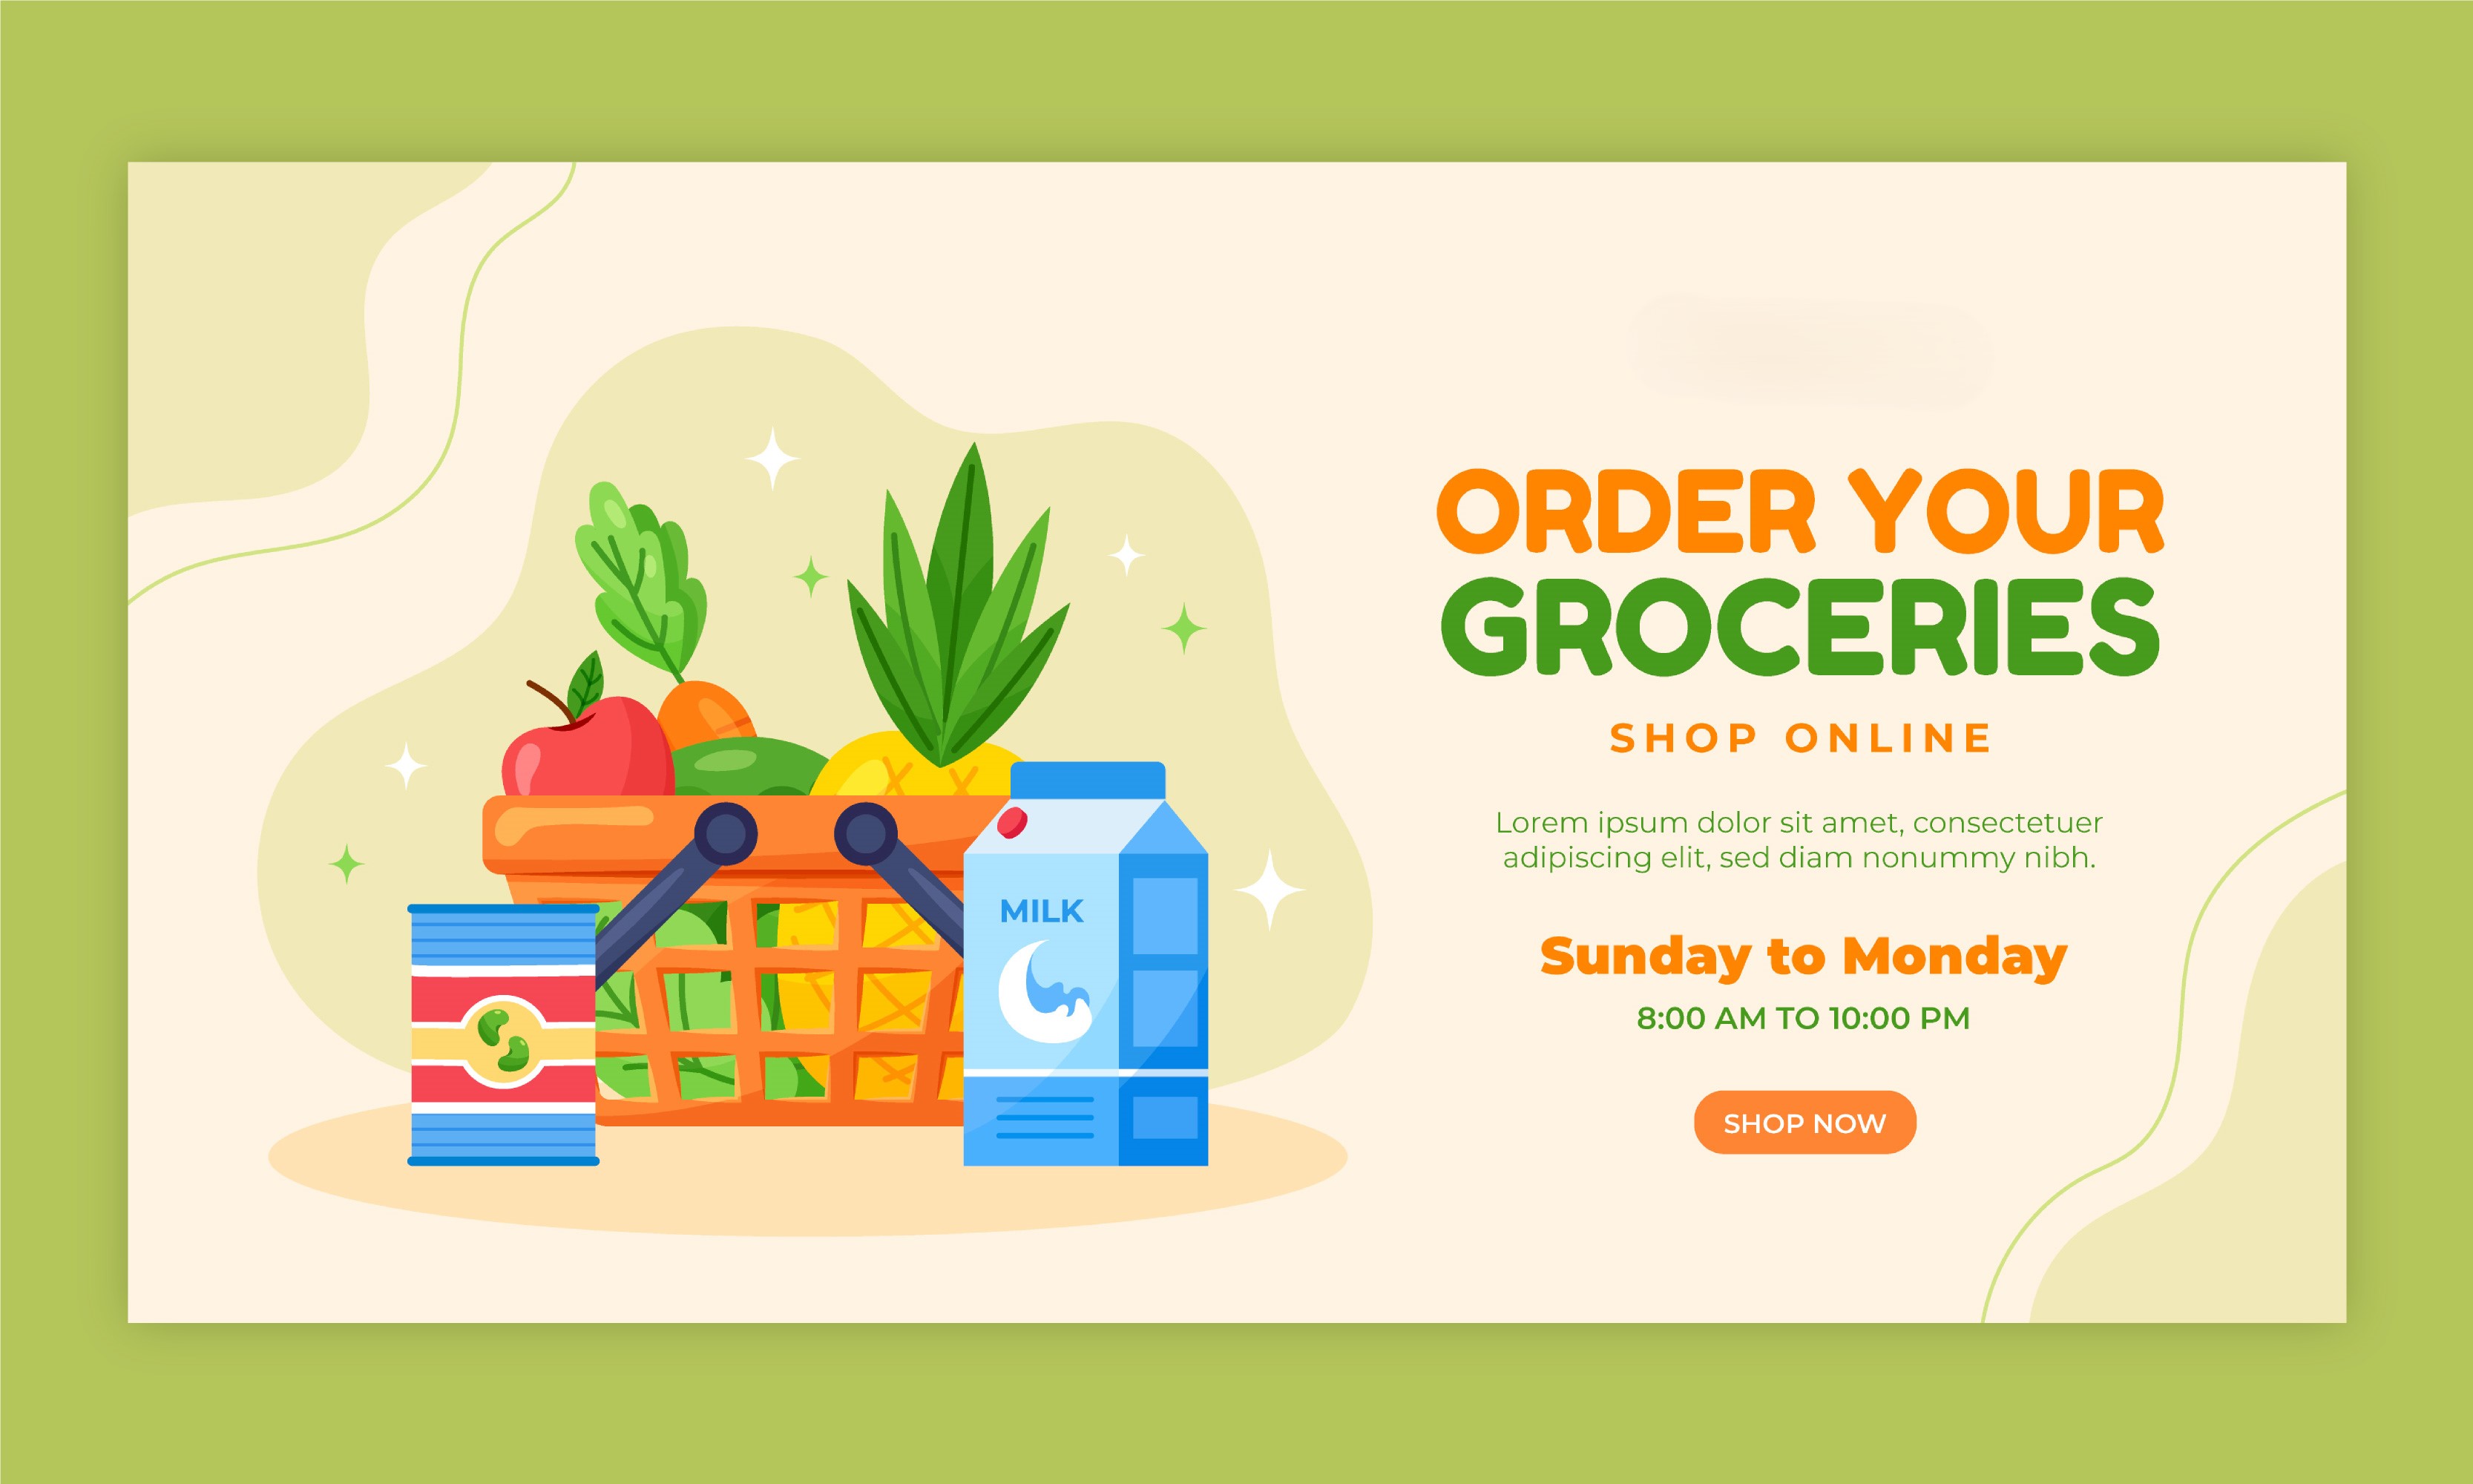 ORDER YOUR
GROCERIES
SHOP ONLINE
Lorem ipsum dolor sit amet, consectetuer
adipiscing elit, sed diam nonummy nibh.
Sunday to Monday
8:00 AM TO 10:00 PM
SHOP NOW
MILK